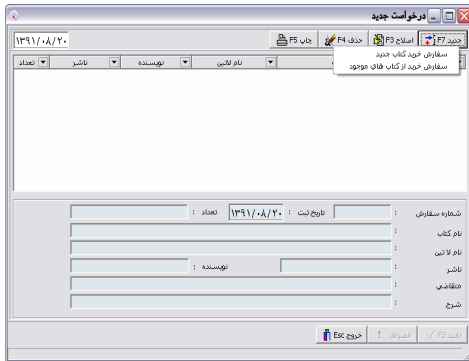 درخواست جدید
جدید F7 اصلاح F3 حذف F4 چاپ F5 ۱۳۹۱/۰۸/۲۰
سفارش خرید کتاب جدید
سفارش خرید از کتاب های موجود
نام لاتین نویسنده ناشر تعداد
شماره سفارش : تاریخ ثبت : ۱۳۹۱/۰۸/۲۰ تعداد :
نام کتاب :
نام لاتین :
ناشر : نویسنده :
متقاضی :
شرح :
تایید F2 انصراف خروج Esc